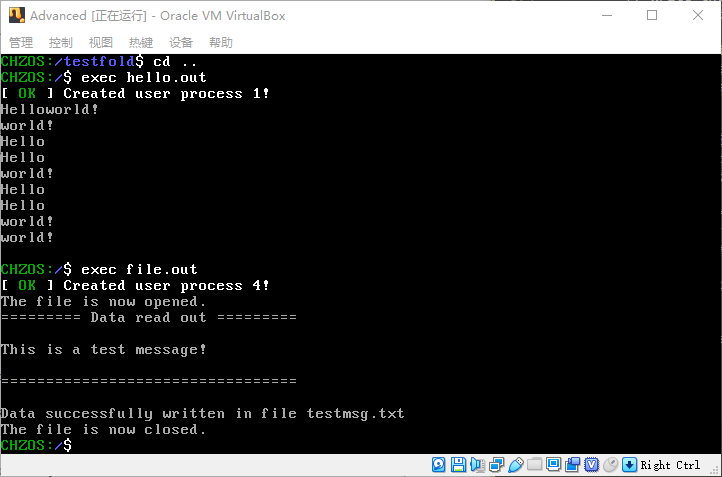 Advanced [正在运行] - Oracle VM VirtualBox
管理 控制 视图 热键 设备 帮助
CHZOS:/testfold$ cd ..
CHZOS:/$ exec hello.out
[ OK ] Created user process 1!
Helloworld!
world!
Hello
Hello
world!
Hello
Hello
world!
world!
CHZOS:/$ exec file.out
[ OK ] Created user process 4!
The file is now opened.
========= Data read out =========
This is a test message!
=================================
Data successfully written in file testmsg.txt
The file is now closed.
CHZOS:/$
Right Ctrl